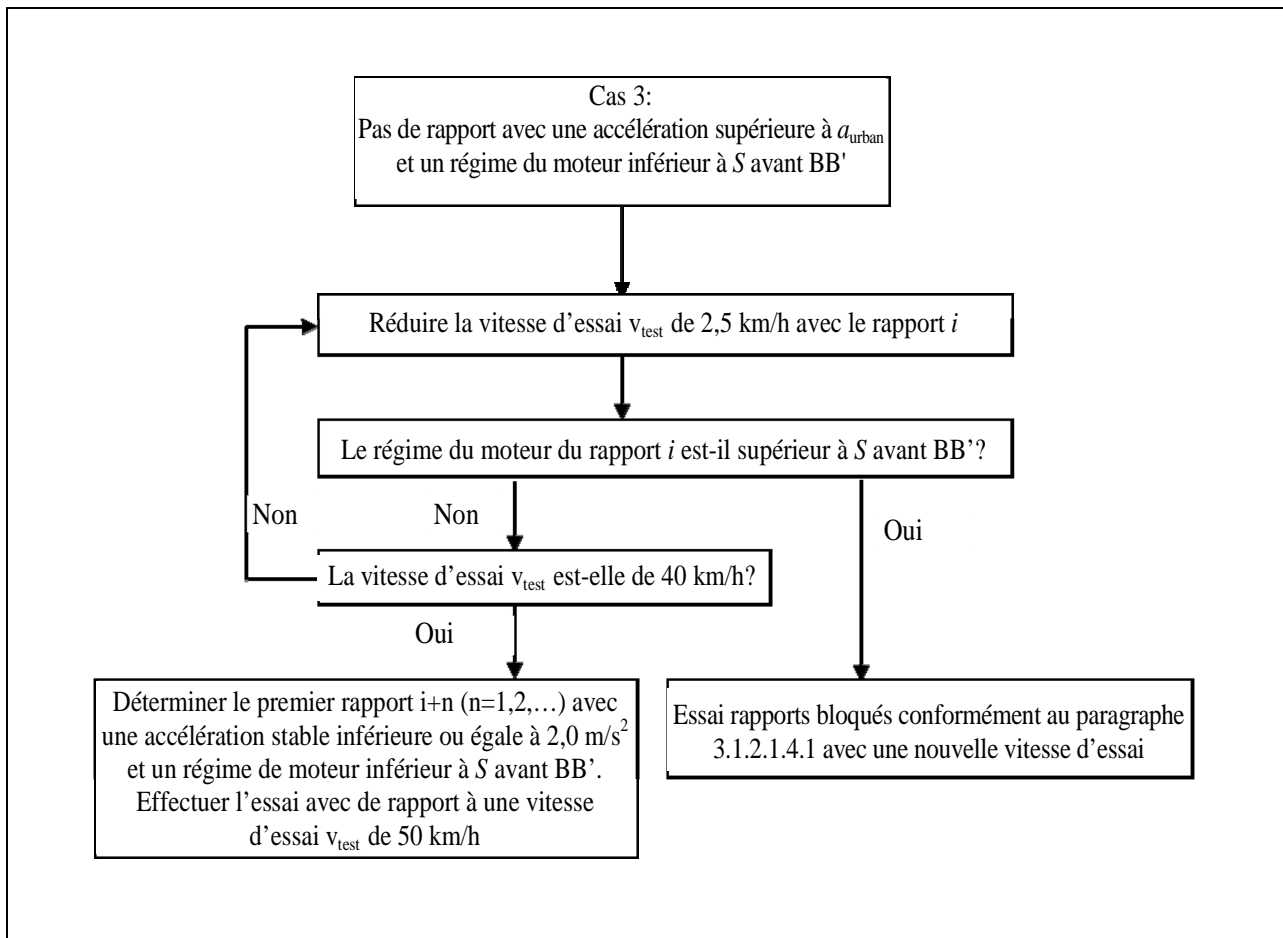 Cas 3:
Pas de rapport avec une accélération supérieure à a_urban
et un régime du moteur inférieur à S avant BB'
Réduire la vitesse d'essai v_test de 2,5 km/h avec le rapport i
Le régime du moteur du rapport i est-il supérieur à S avant BB'?
Non
Non
Oui
La vitesse d'essai v_test est-elle de 40 km/h?
Oui
Déterminer le premier rapport i+n (n=1,2,…) avec
une accélération stable inférieure ou égale à 2,0 m/s²
et un régime de moteur inférieur à S avant BB'.
Effectuer l'essai avec de rapport à une vitesse
d'essai v_test de 50 km/h
Essai rapports bloqués conformément au paragraphe
3.1.2.1.4.1 avec une nouvelle vitesse d'essai